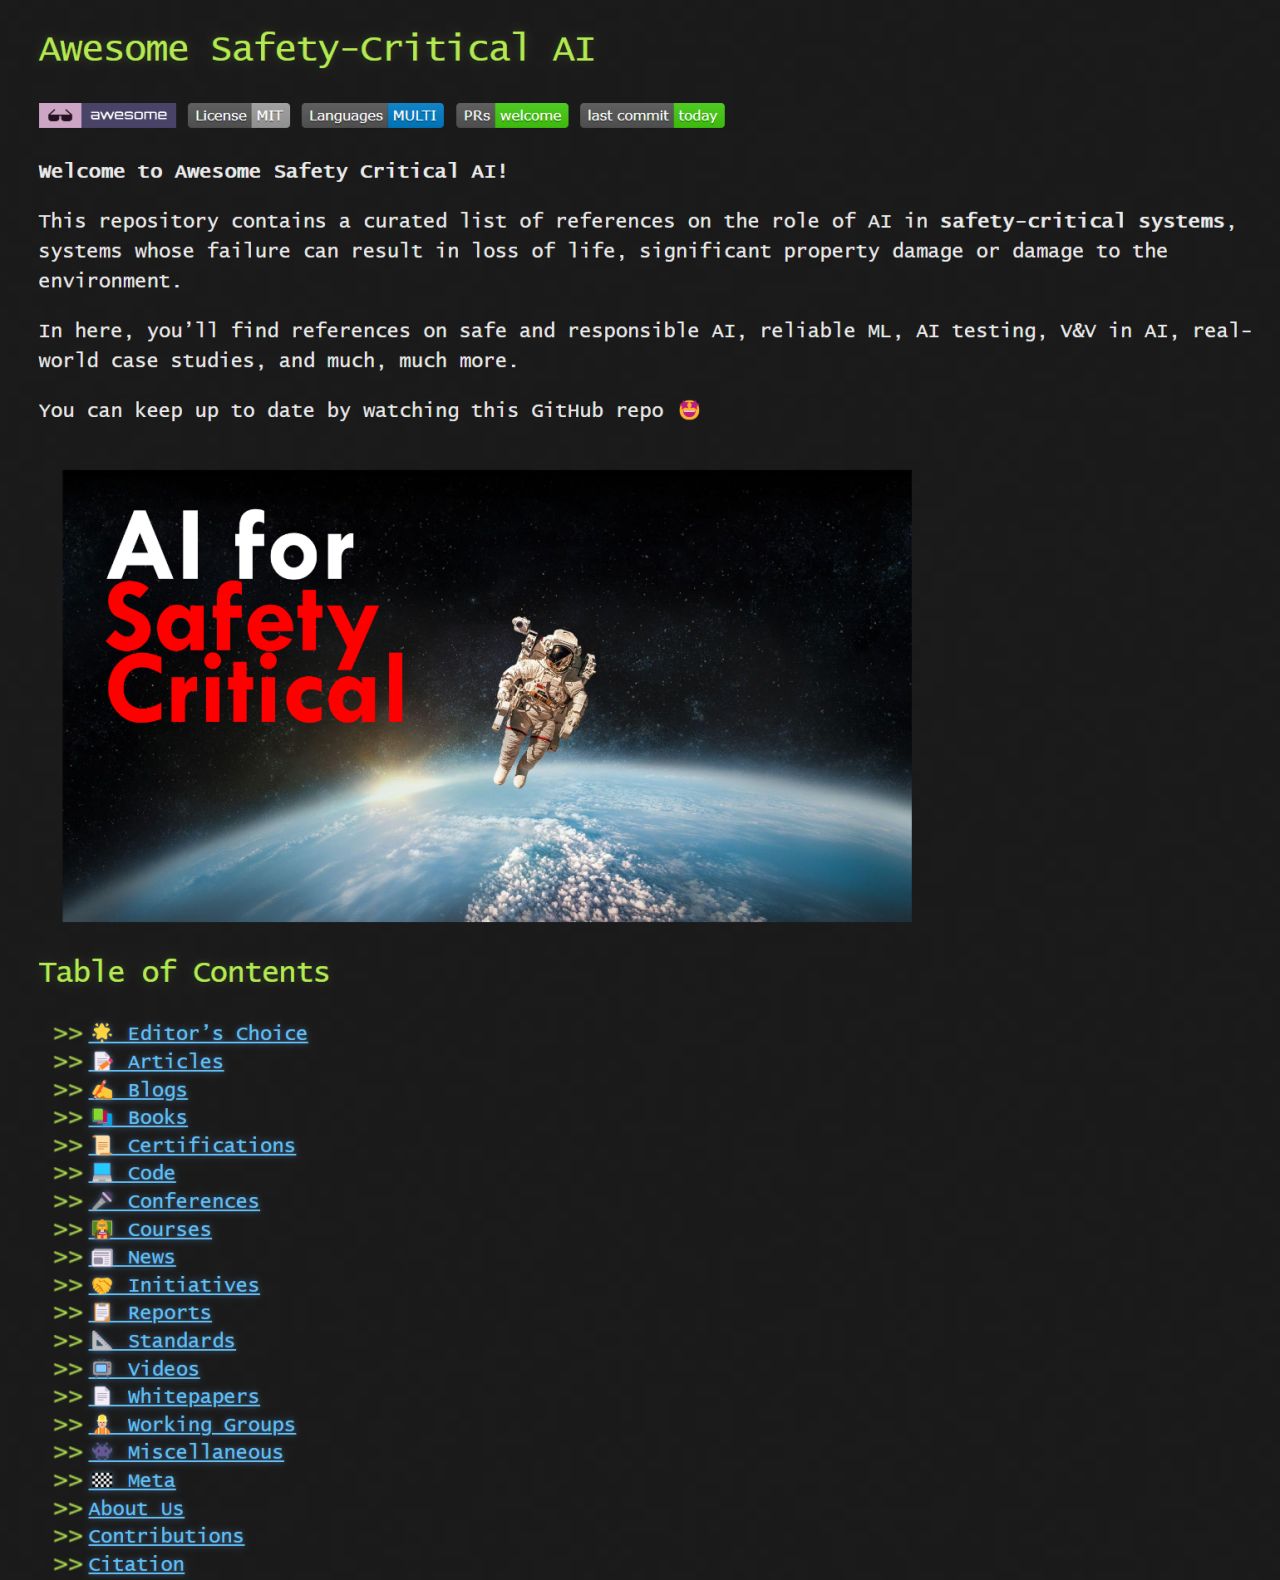 Awesome Safety-Critical AI
awesome License MIT Languages MULTI PRs welcome last commit today
Welcome to Awesome Safety Critical AI!
This repository contains a curated list of references on the role of AI in safety-critical systems,
systems whose failure can result in loss of life, significant property damage or damage to the
environment.
In here, you’ll find references on safe and responsible AI, reliable ML, AI testing, V&V in AI, real-
world case studies, and much, much more.
You can keep up to date by watching this GitHub repo 🤩
AI for
Safety
Critical
Table of Contents
>> 🌟 Editor’s Choice
>> 📝 Articles
>> ✍️ Blogs
>> 📚 Books
>> 📜 Certifications
>> 💻 Code
>> 🎤 Conferences
>> 👩‍🏫 Courses
>> 📰 News
>> 🤝 Initiatives
>> 📋 Reports
>> 📐 Standards
>> 📺 Videos
>> 📄 Whitepapers
>> 👷 Working Groups
>> 👾 Miscellaneous
>> 🏁 Meta
>> About Us
>> Contributions
>> Citation